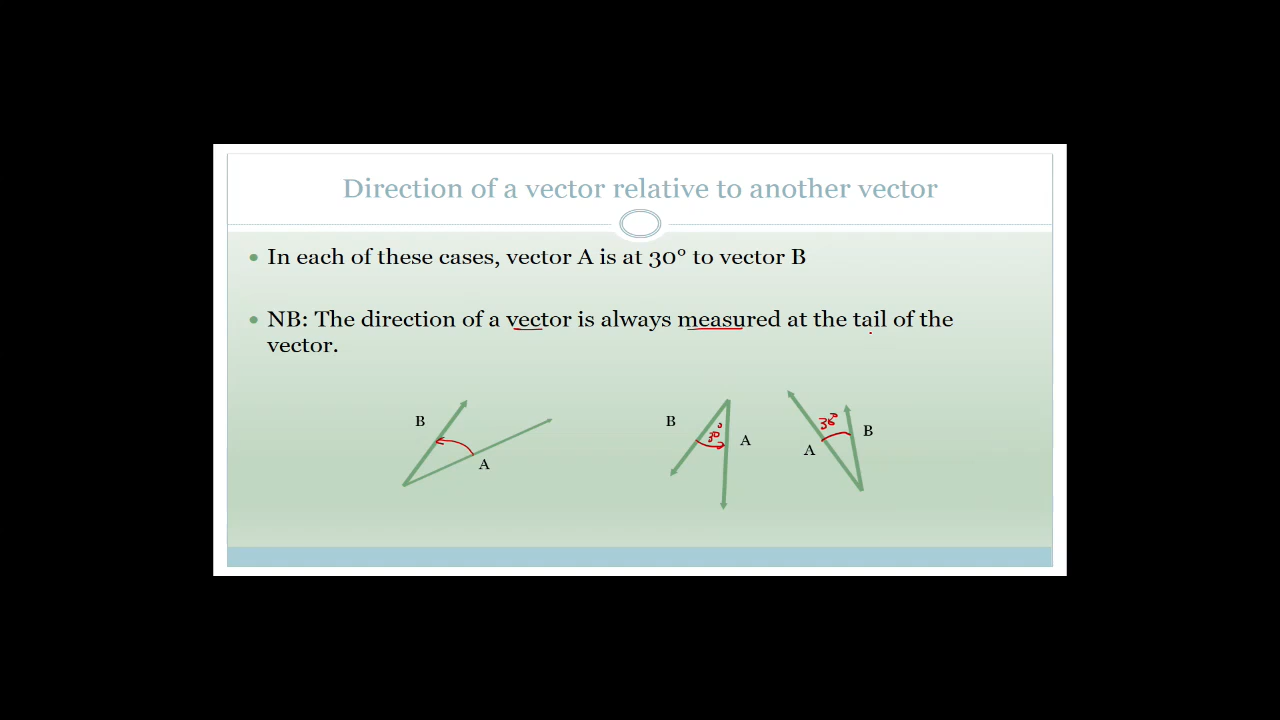 Direction of a vector relative to another vector
In each of these cases, vector A is at 30° to vector B
NB: The direction of a vector is always measured at the tail of the
vector.
B
A
B
30°
A
30°
A
B